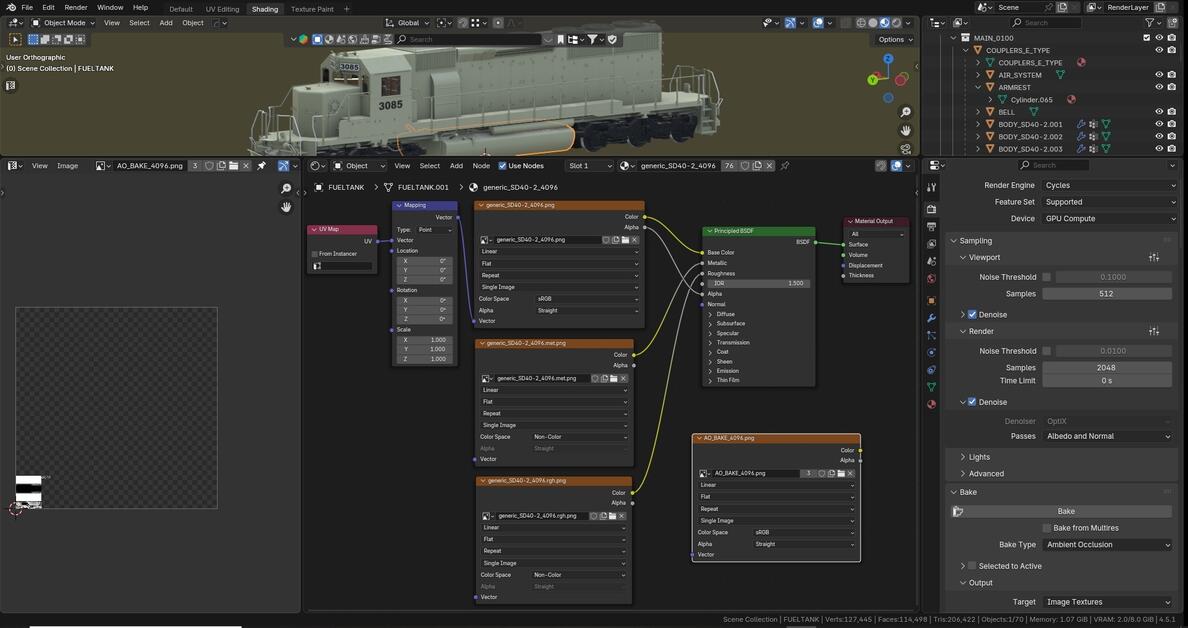 File Edit Render Window Help Default UV Editing Shading Texture Paint Scene RenderLayer
Object Mode View Select Add Object Global Search
Options
User Orthographic
(0) Scene Collection | FUELTANK
3085
3085
Z
Y
Search
MAIN_0100
COUPLERS_E_TYPE
COUPLERS_E_TYPE
AIR_SYSTEM
ARMREST
Cylinder.065
BELL
BODY_SD40-2.001
BODY_SD40-2.002
BODY_SD40-2.003
View Image AO_BAKE_4096.png 3
Object View Select Add Node Use Nodes Slot 1 generic_SD40-2_4096 76
FUELTANK FUELTANK.001 generic_SD40-2_4096
UV Map
UV
From Instancer
Mapping
Vector
Type: Point
Vector
Location
X 0°
Y 0°
Z 0°
Rotation
X 0°
Y 0°
Z 0°
Scale
X 1.000
Y 1.000
Z 1.000
generic_SD40-2_4096.png
Color
Alpha
generic_SD40-2_4096.png
Linear
Flat
Repeat
Single Image
Color Space sRGB
Alpha Straight
Vector
generic_SD40-2_4096.met.png
Color
Alpha
generic_SD40-2_4096.met.png
Linear
Flat
Repeat
Single Image
Color Space Non-Color
Alpha Straight
Vector
generic_SD40-2_4096.rgh.png
Color
Alpha
generic_SD40-2_4096.rgh.png
Linear
Flat
Repeat
Single Image
Color Space Non-Color
Alpha Straight
Vector
Principled BSDF
BSDF
Base Color
Metallic
Roughness
IOR 1.500
Alpha
Normal
Diffuse
Subsurface
Specular
Transmission
Coat
Sheen
Emission
Thin Film
Material Output
All
Surface
Volume
Displacement
Thickness
AO_BAKE_4096.png
Color
Alpha
AO_BAKE_4096.png 3
Linear
Flat
Repeat
Single Image
Color Space sRGB
Alpha Straight
Vector
Search
Render Engine Cycles
Feature Set Supported
Device GPU Compute
Sampling
Viewport
Noise Threshold 0.1000
Samples 512
Denoise
Render
Noise Threshold 0.0100
Samples 2048
Time Limit 0 s
Denoise
Denoiser OptiX
Passes Albedo and Normal
Lights
Advanced
Bake
Bake
Bake from Multires
Bake Type Ambient Occlusion
Selected to Active
Output
Target Image Textures
Scene Collection | FUELTANK | Verts:127,445 | Faces:114,498 | Tris:206,422 | Objects:1/70 | Memory: 1.07 GiB | VRAM: 2.0/8.0 GiB | 4.5.1